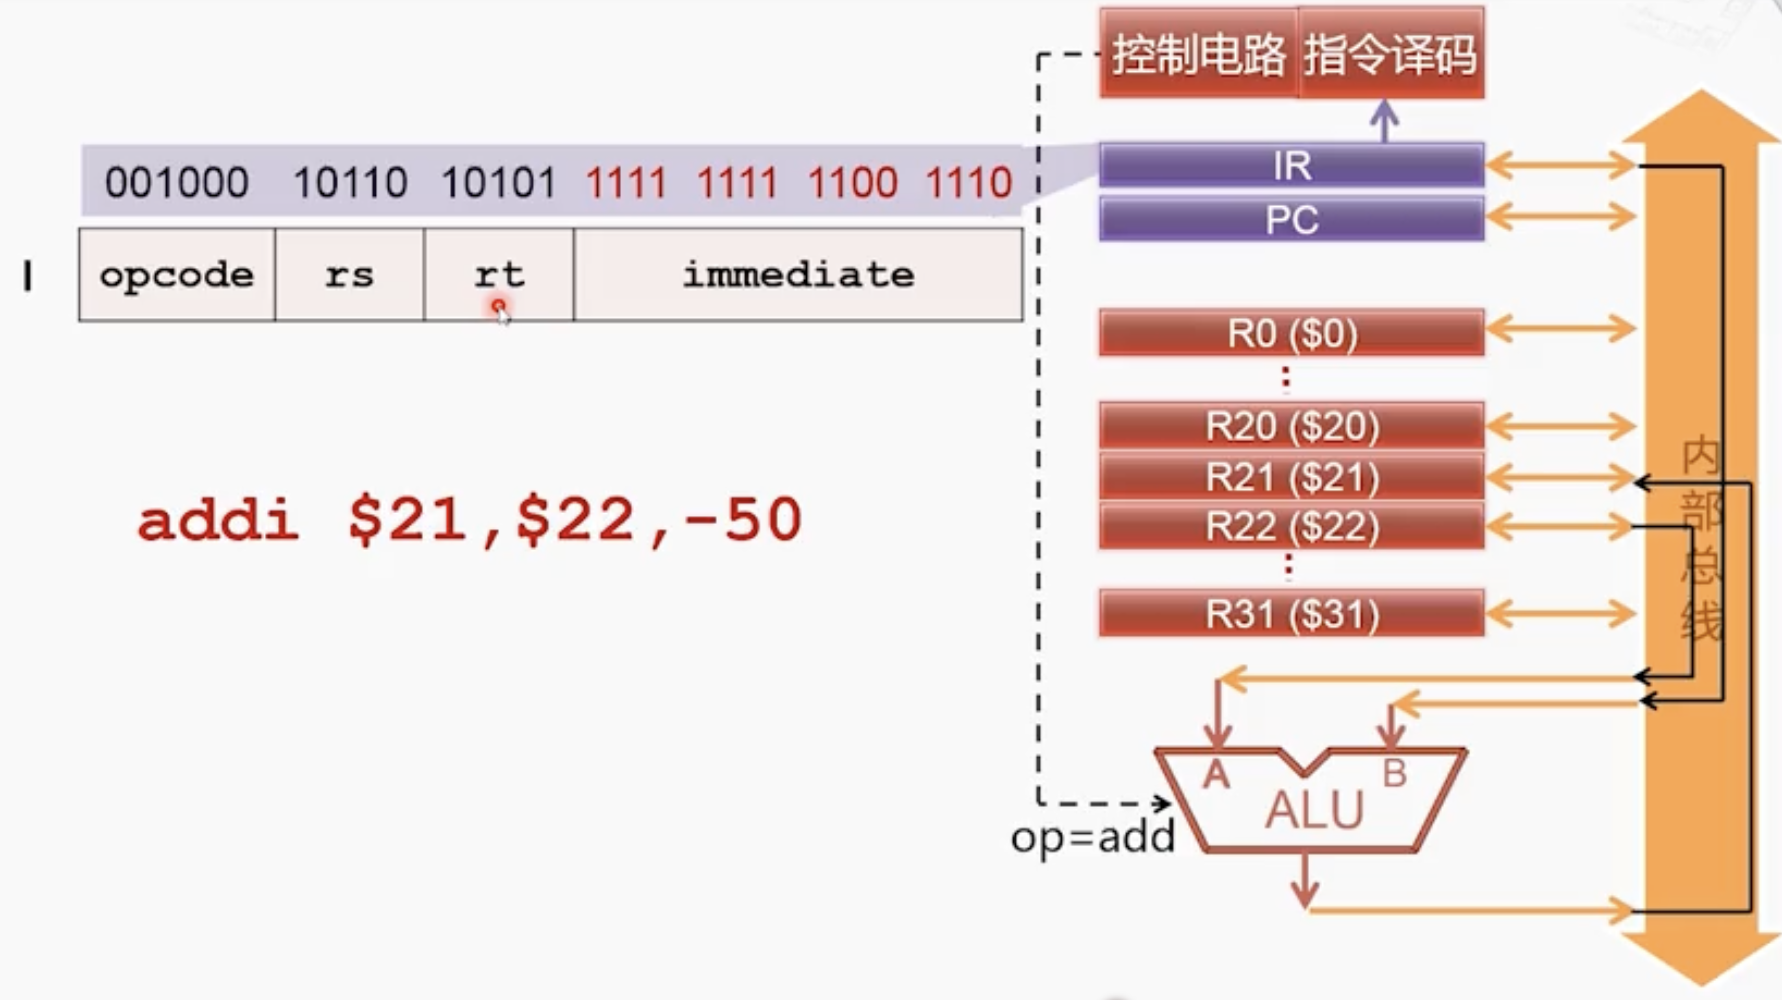 控制电路 指令译码
001000 10110 10101 1111 1111 1100 1110
IR
PC
I opcode rs rt immediate
R0 ($0)
R20 ($20)
R21 ($21)
R22 ($22)
R31 ($31)
内部总线
addi $21,$22,-50
A B
ALU
op=add